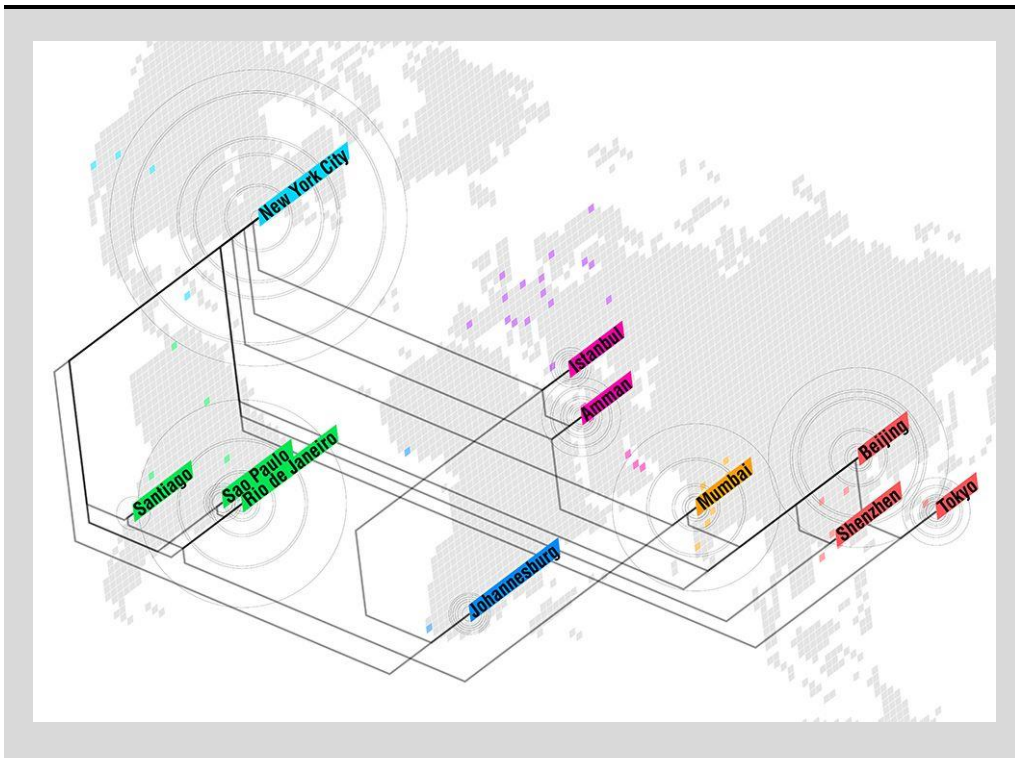 New York City
Istanbul
Amman
Beijing
Sao Paulo
Rio de Janeiro
Santiago
Mumbai
Tokyo
Shenzhen
Johannesburg